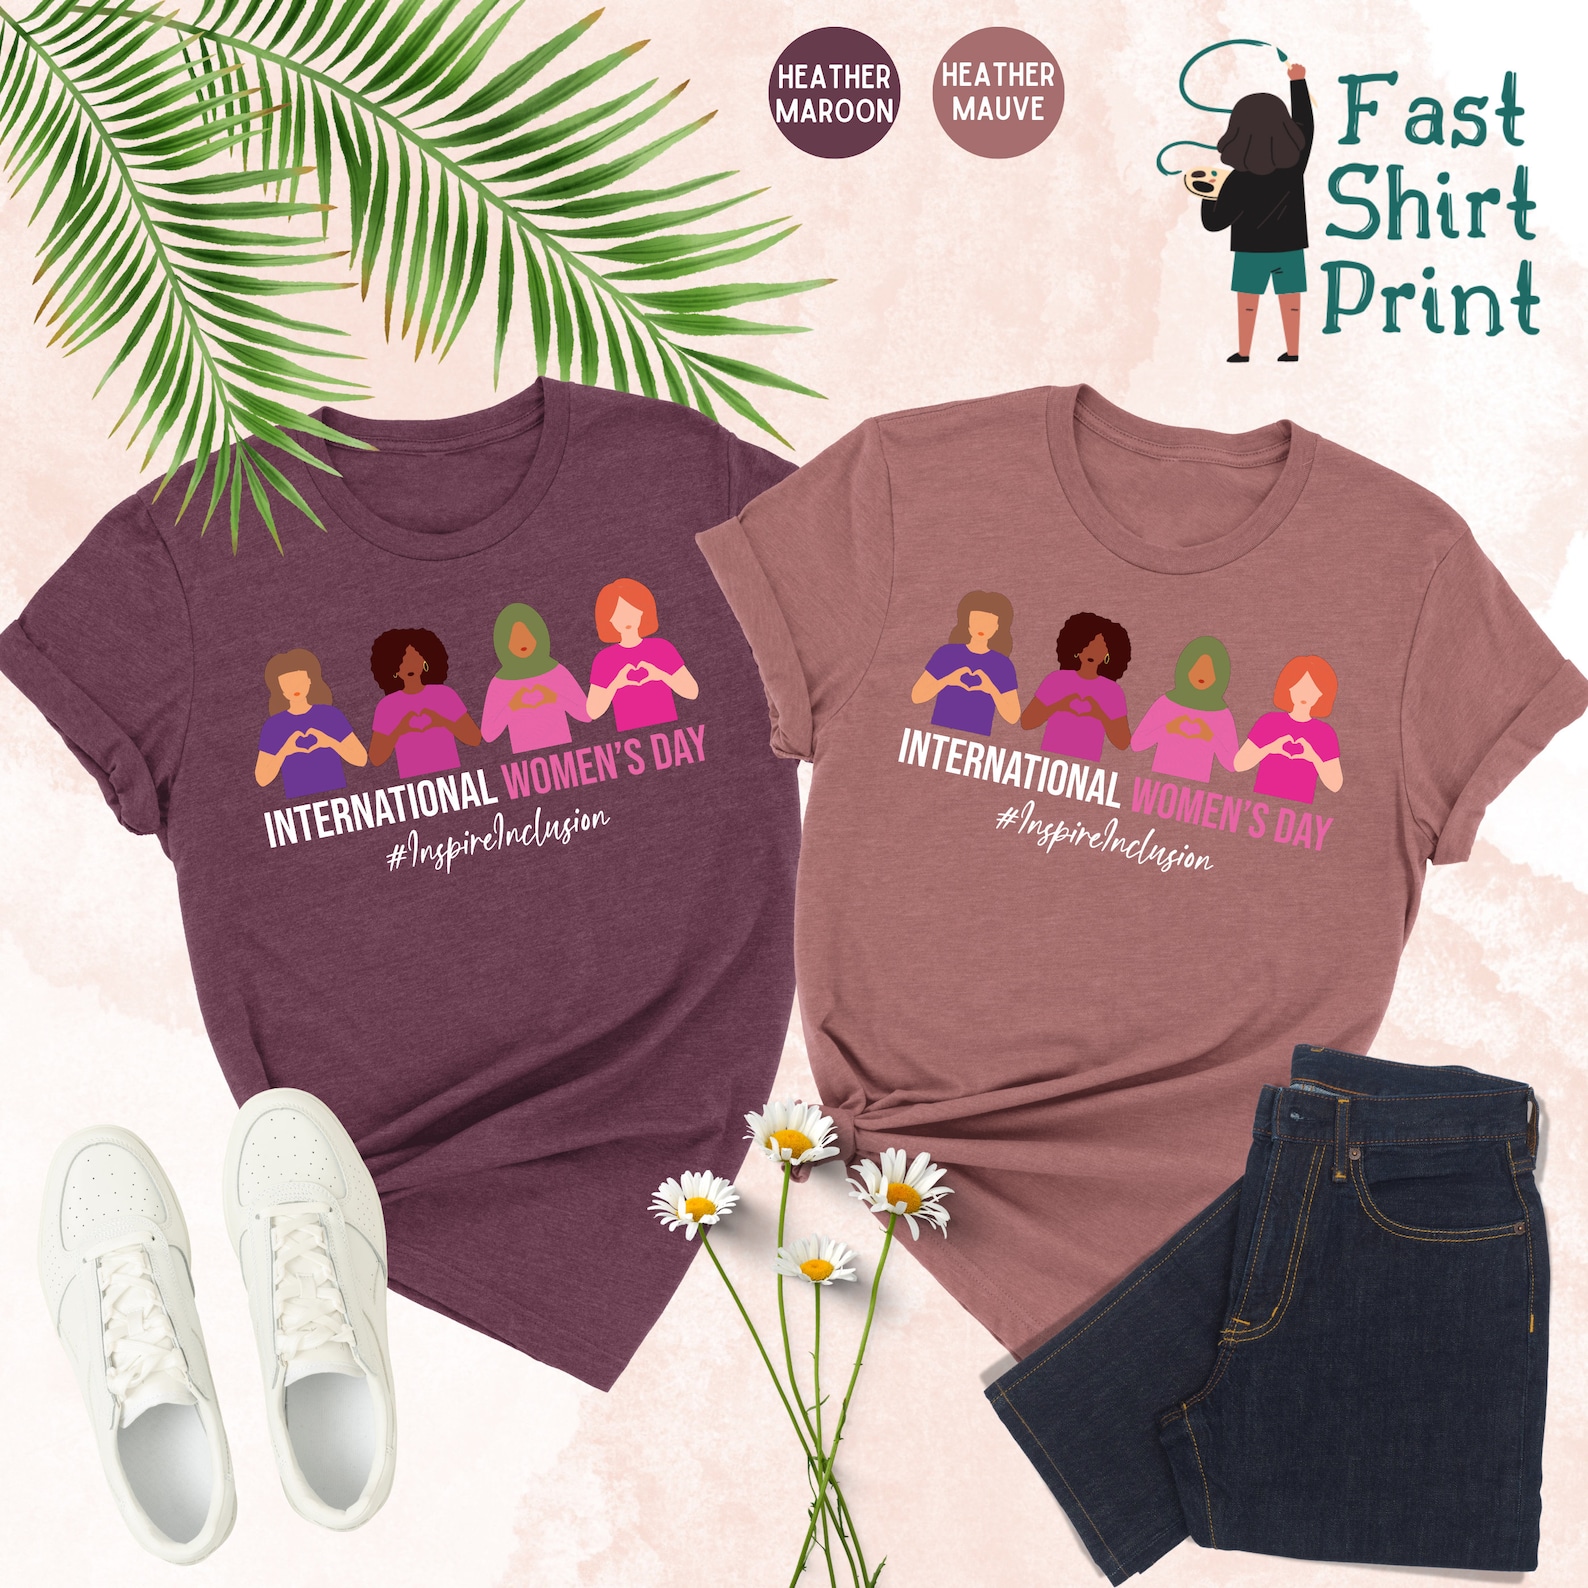 HEATHER
MAROON
HEATHER
MAUVE
Fast
Shirt
Print
INTERNATIONAL WOMEN'S DAY
#InspireInclusion
INTERNATIONAL WOMEN'S DAY
#InspireInclusion